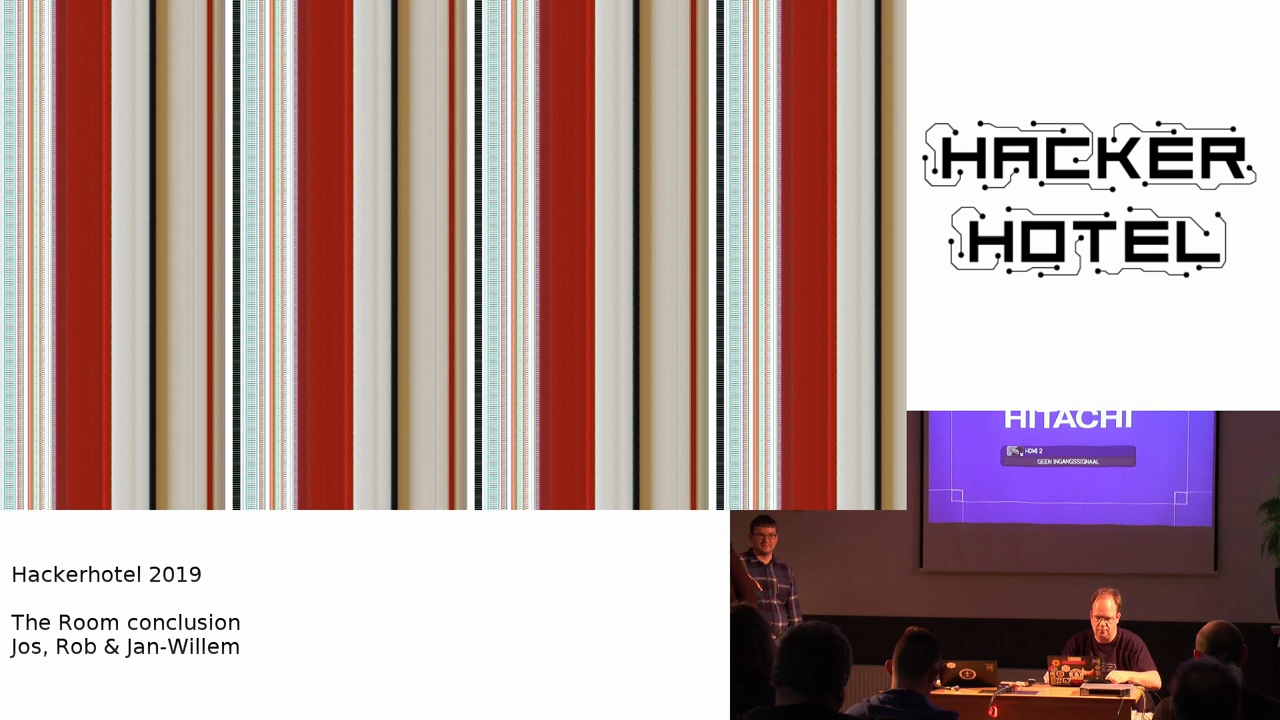 HACKER
HOTEL
HITACHI
HDMI 2
GEEN INGANGSSIGNAAL
Hackerhotel 2019
The Room conclusion
Jos, Rob & Jan-Willem